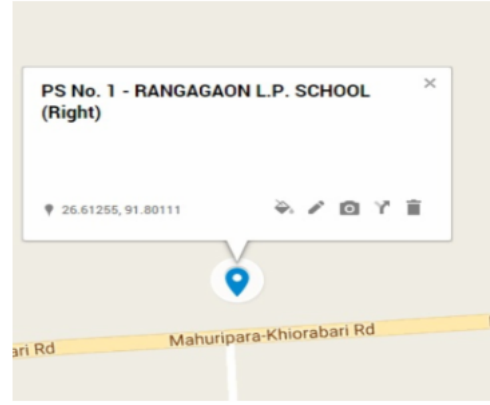 PS No. 1 - RANGAGAON L.P. SCHOOL
(Right)
26.61255, 91.80111
Mahuripara-Khiorabari Rd
ari Rd